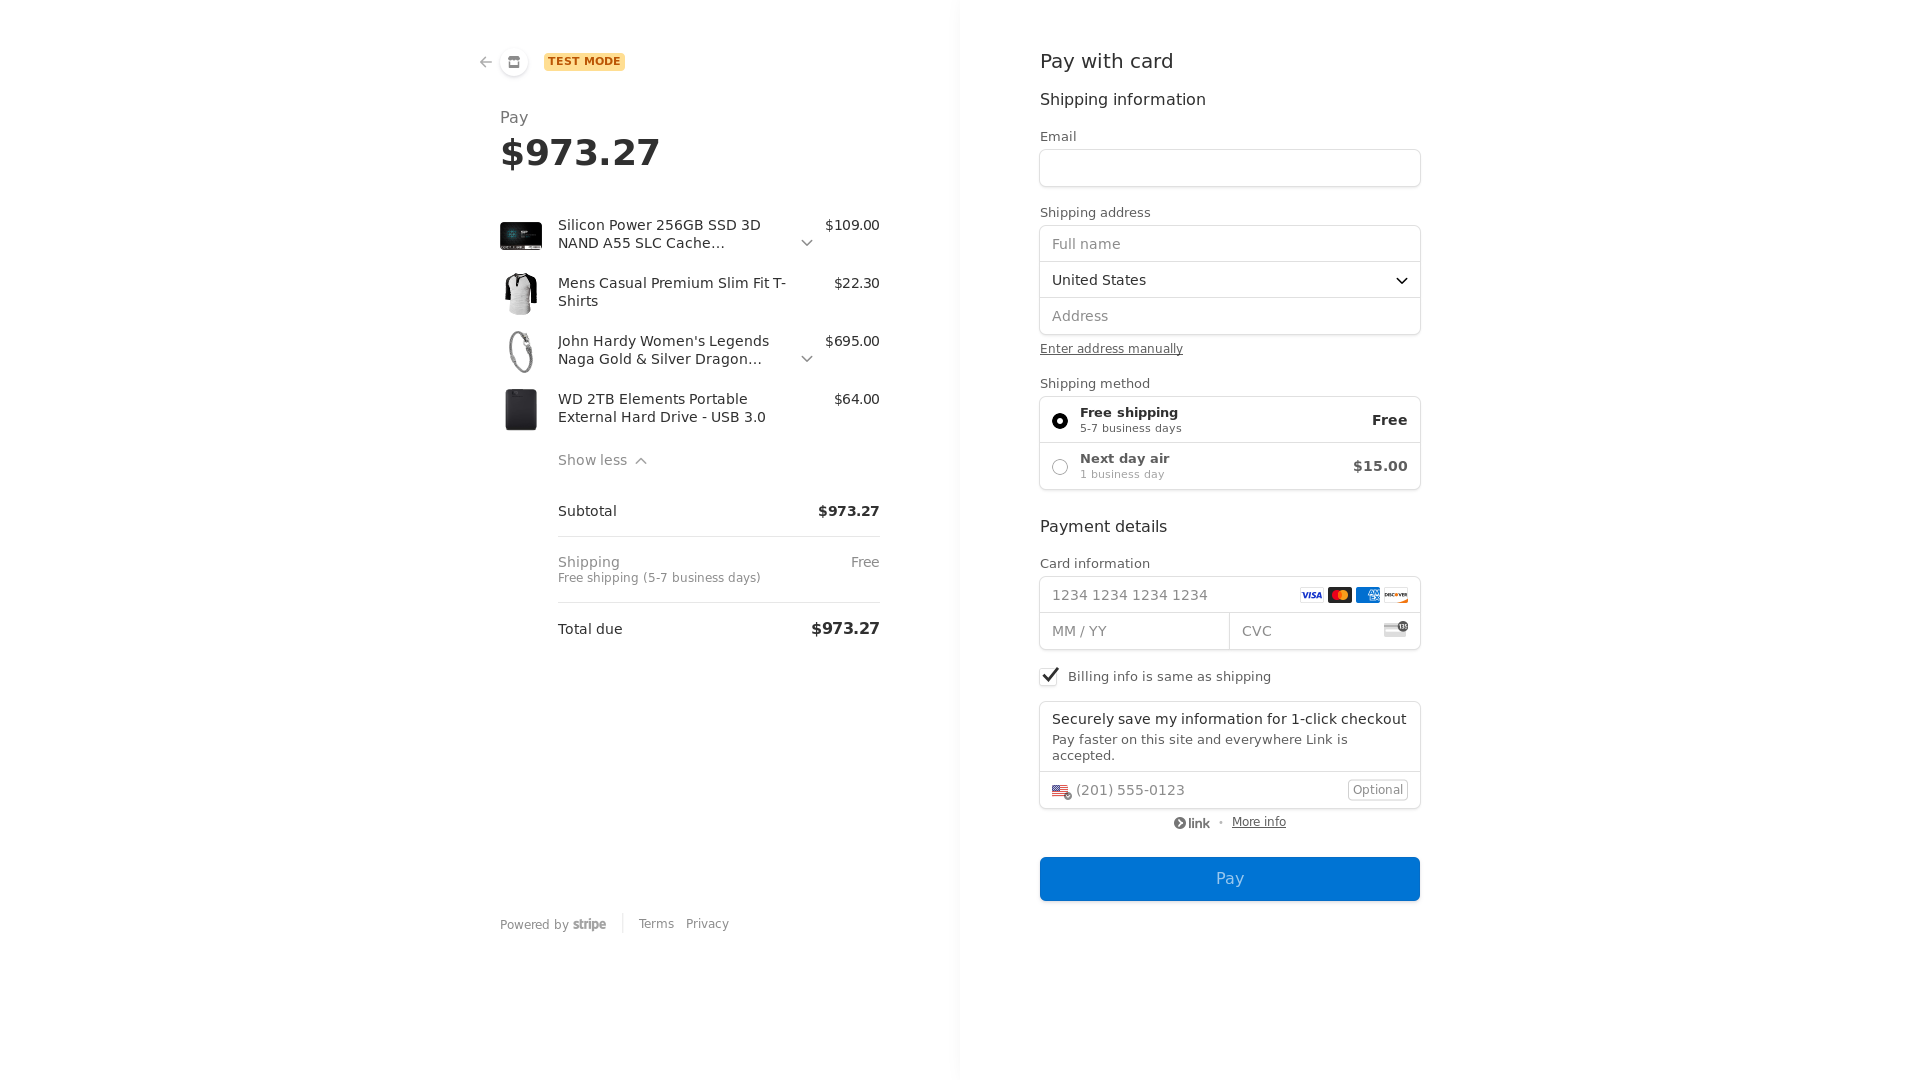 TEST MODE
Pay
$973.27
Silicon Power 256GB SSD 3D
NAND A55 SLC Cache…
$109.00
Mens Casual Premium Slim Fit T-
Shirts
$22.30
John Hardy Women's Legends
Naga Gold & Silver Dragon…
$695.00
WD 2TB Elements Portable
External Hard Drive - USB 3.0
$64.00
Show less
Subtotal $973.27
Shipping Free
Free shipping (5-7 business days)
Total due $973.27
Powered by stripe
Terms Privacy
Pay with card
Shipping information
Email
Shipping address
Full name
United States
Address
Enter address manually
Shipping method
Free shipping
5-7 business days
Free
Next day air
1 business day
$15.00
Payment details
Card information
1234 1234 1234 1234 VISA AMEX DISCOVER
MM / YY CVC 135
Billing info is same as shipping
Securely save my information for 1-click checkout
Pay faster on this site and everywhere Link is
accepted.
(201) 555-0123 Optional
link • More info
Pay